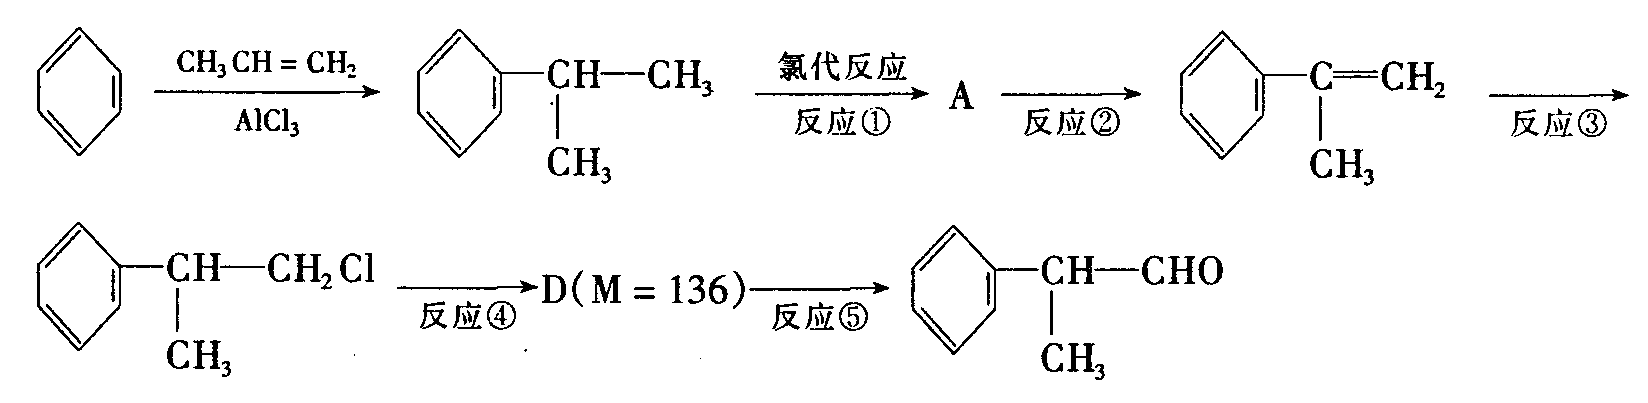 CH₃CH=CH₂
AlCl₃
CH—CH₃
CH₃
氯代反应
反应①
A
反应②
C=CH₂
CH₃
反应③
CH—CH₂Cl
CH₃
反应④
D(M=136)
反应⑤
CH—CHO
CH₃